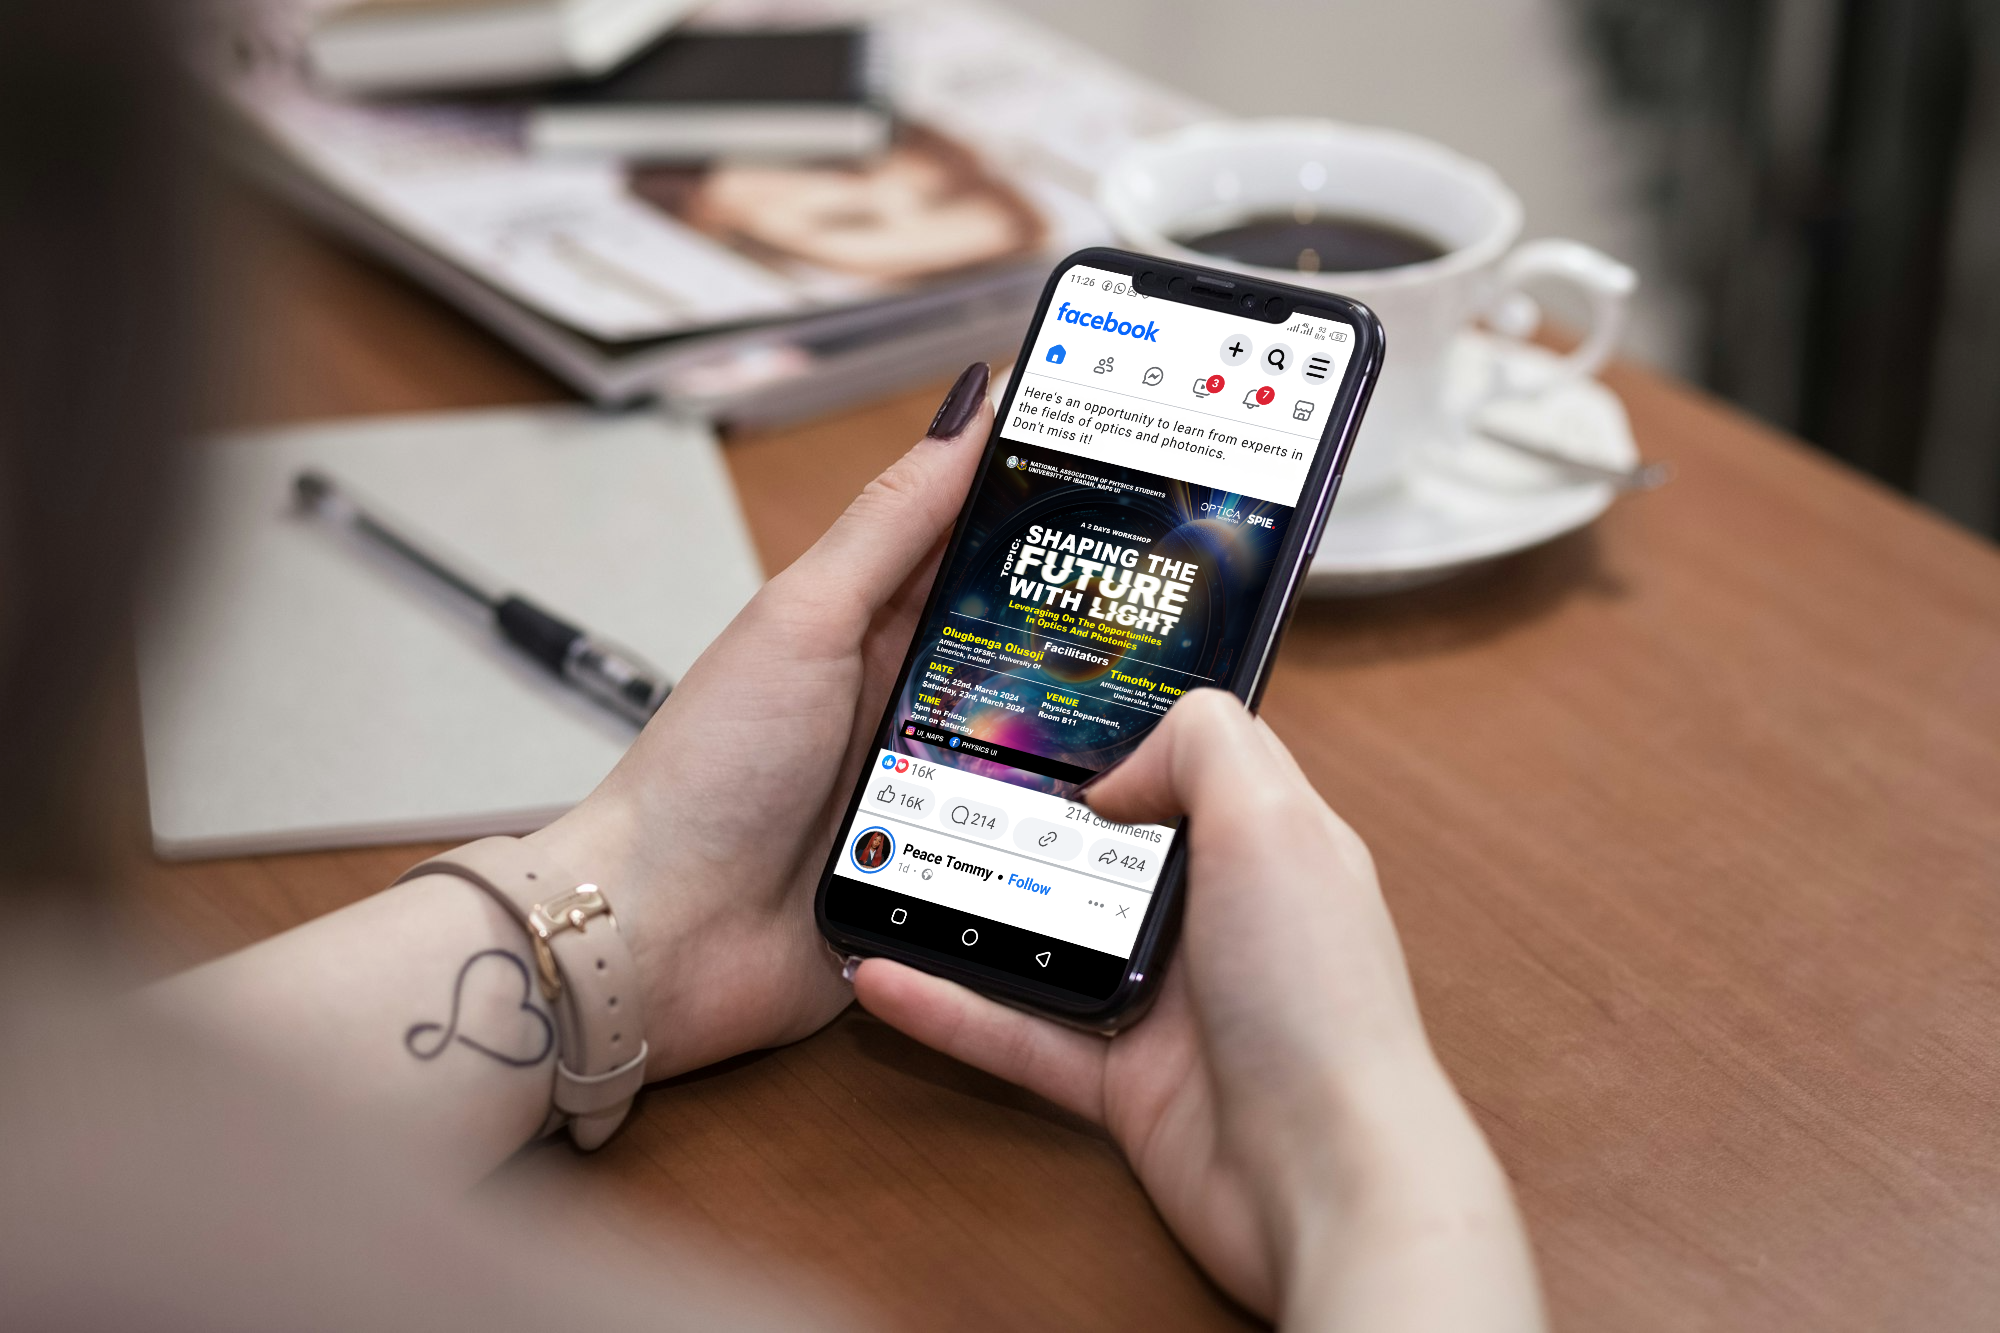 11:26
4G
93
B/s
53
facebook
3
7
Here's an opportunity to learn from experts in
the fields of optics and photonics.
Don't miss it!
NATIONAL ASSOCIATION OF PHYSICS STUDENTS
UNIVERSITY OF IBADAN, NAPS UI
OPTICA
SPIE.
A 2 DAYS WORKSHOP
TOPIC:
SHAPING THE
FUTURE
WITH LIGHT
Leveraging On The Opportunities
In Optics And Photonics
Facilitators
Olugbenga Olusoji
Affiliation: OFSRC, University Of
Limerick, Ireland
Timothy Imo
Affiliation: IAP, Friedric
Universitat, Jena
DATE
Friday, 22nd, March 2024
Saturday, 23rd, March 2024
TIME
5pm on Friday
2pm on Saturday
VENUE
Physics Department,
Room B11
UI_NAPS PHYSICS UI
16K
214 comments
16K 214 424
Peace Tommy • Follow
1d ·